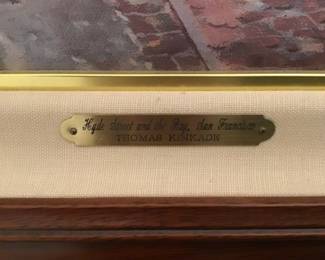 Hyde Street and the Bay, San Francisco
THOMAS KINKADE